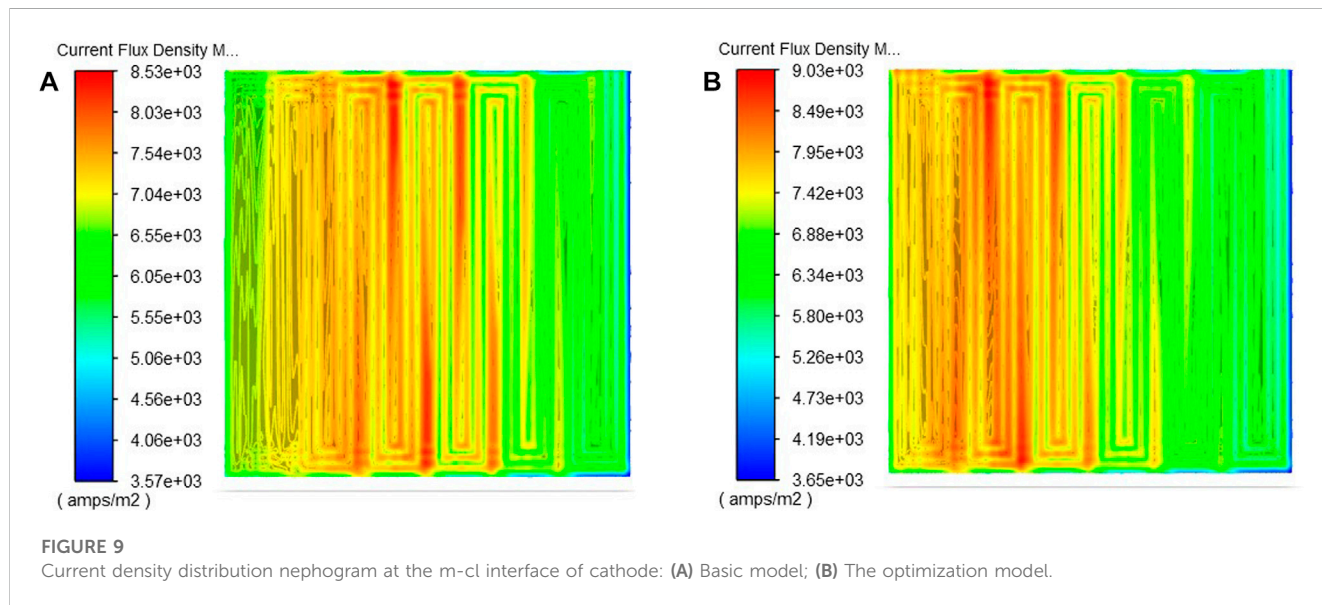 Current Flux Density M...
A
8.53e+03
8.03e+03
7.54e+03
7.04e+03
6.55e+03
6.05e+03
5.55e+03
5.06e+03
4.56e+03
4.06e+03
3.57e+03
( amps/m2 )
Current Flux Density M...
B
9.03e+03
8.49e+03
7.95e+03
7.42e+03
6.88e+03
6.34e+03
5.80e+03
5.26e+03
4.73e+03
4.19e+03
3.65e+03
( amps/m2 )
FIGURE 9
Current density distribution nephogram at the m-cl interface of cathode: (A) Basic model; (B) The optimization model.